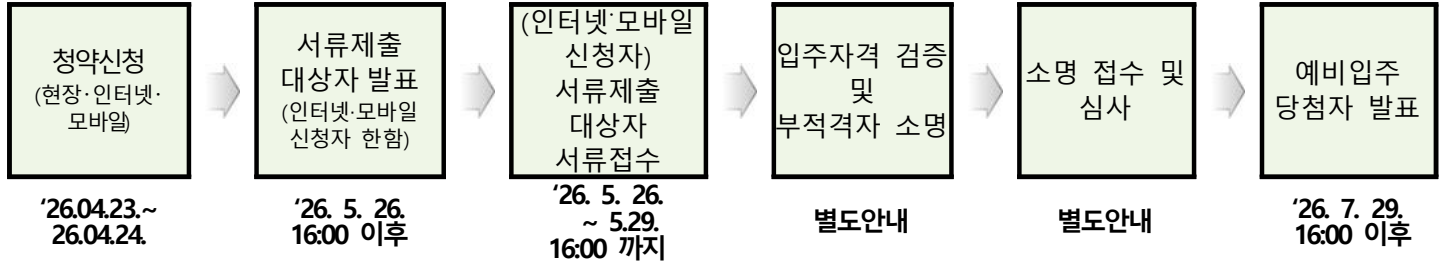 청약신청
(현장·인터넷·
모바일)
'26.04.23.~
26.04.24.
서류제출
대상자 발표
(인터넷·모바일
신청자 한함)
'26. 5. 26.
16:00 이후
(인터넷·모바일
신청자)
서류제출
대상자
서류접수
'26. 5. 26.
~ 5.29.
16:00 까지
입주자격 검증
및
부적격자 소명
별도안내
소명 접수 및
심사
별도안내
예비입주
당첨자 발표
'26. 7. 29.
16:00 이후